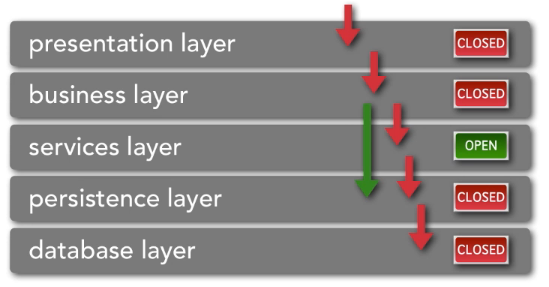 presentation layer CLOSED
business layer CLOSED
services layer OPEN
persistence layer CLOSED
database layer CLOSED